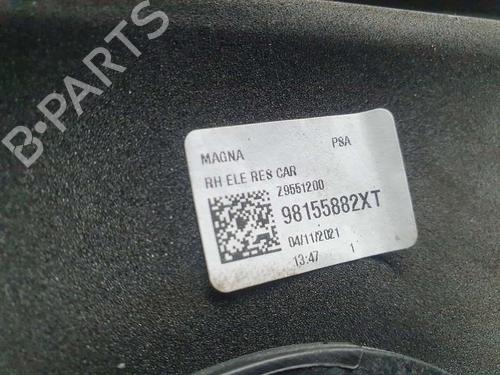 B-PARTS
MAGNA PSA
RH ELE RES CAR
Z9551200
98155882XT
04/11/2021
13:47 1